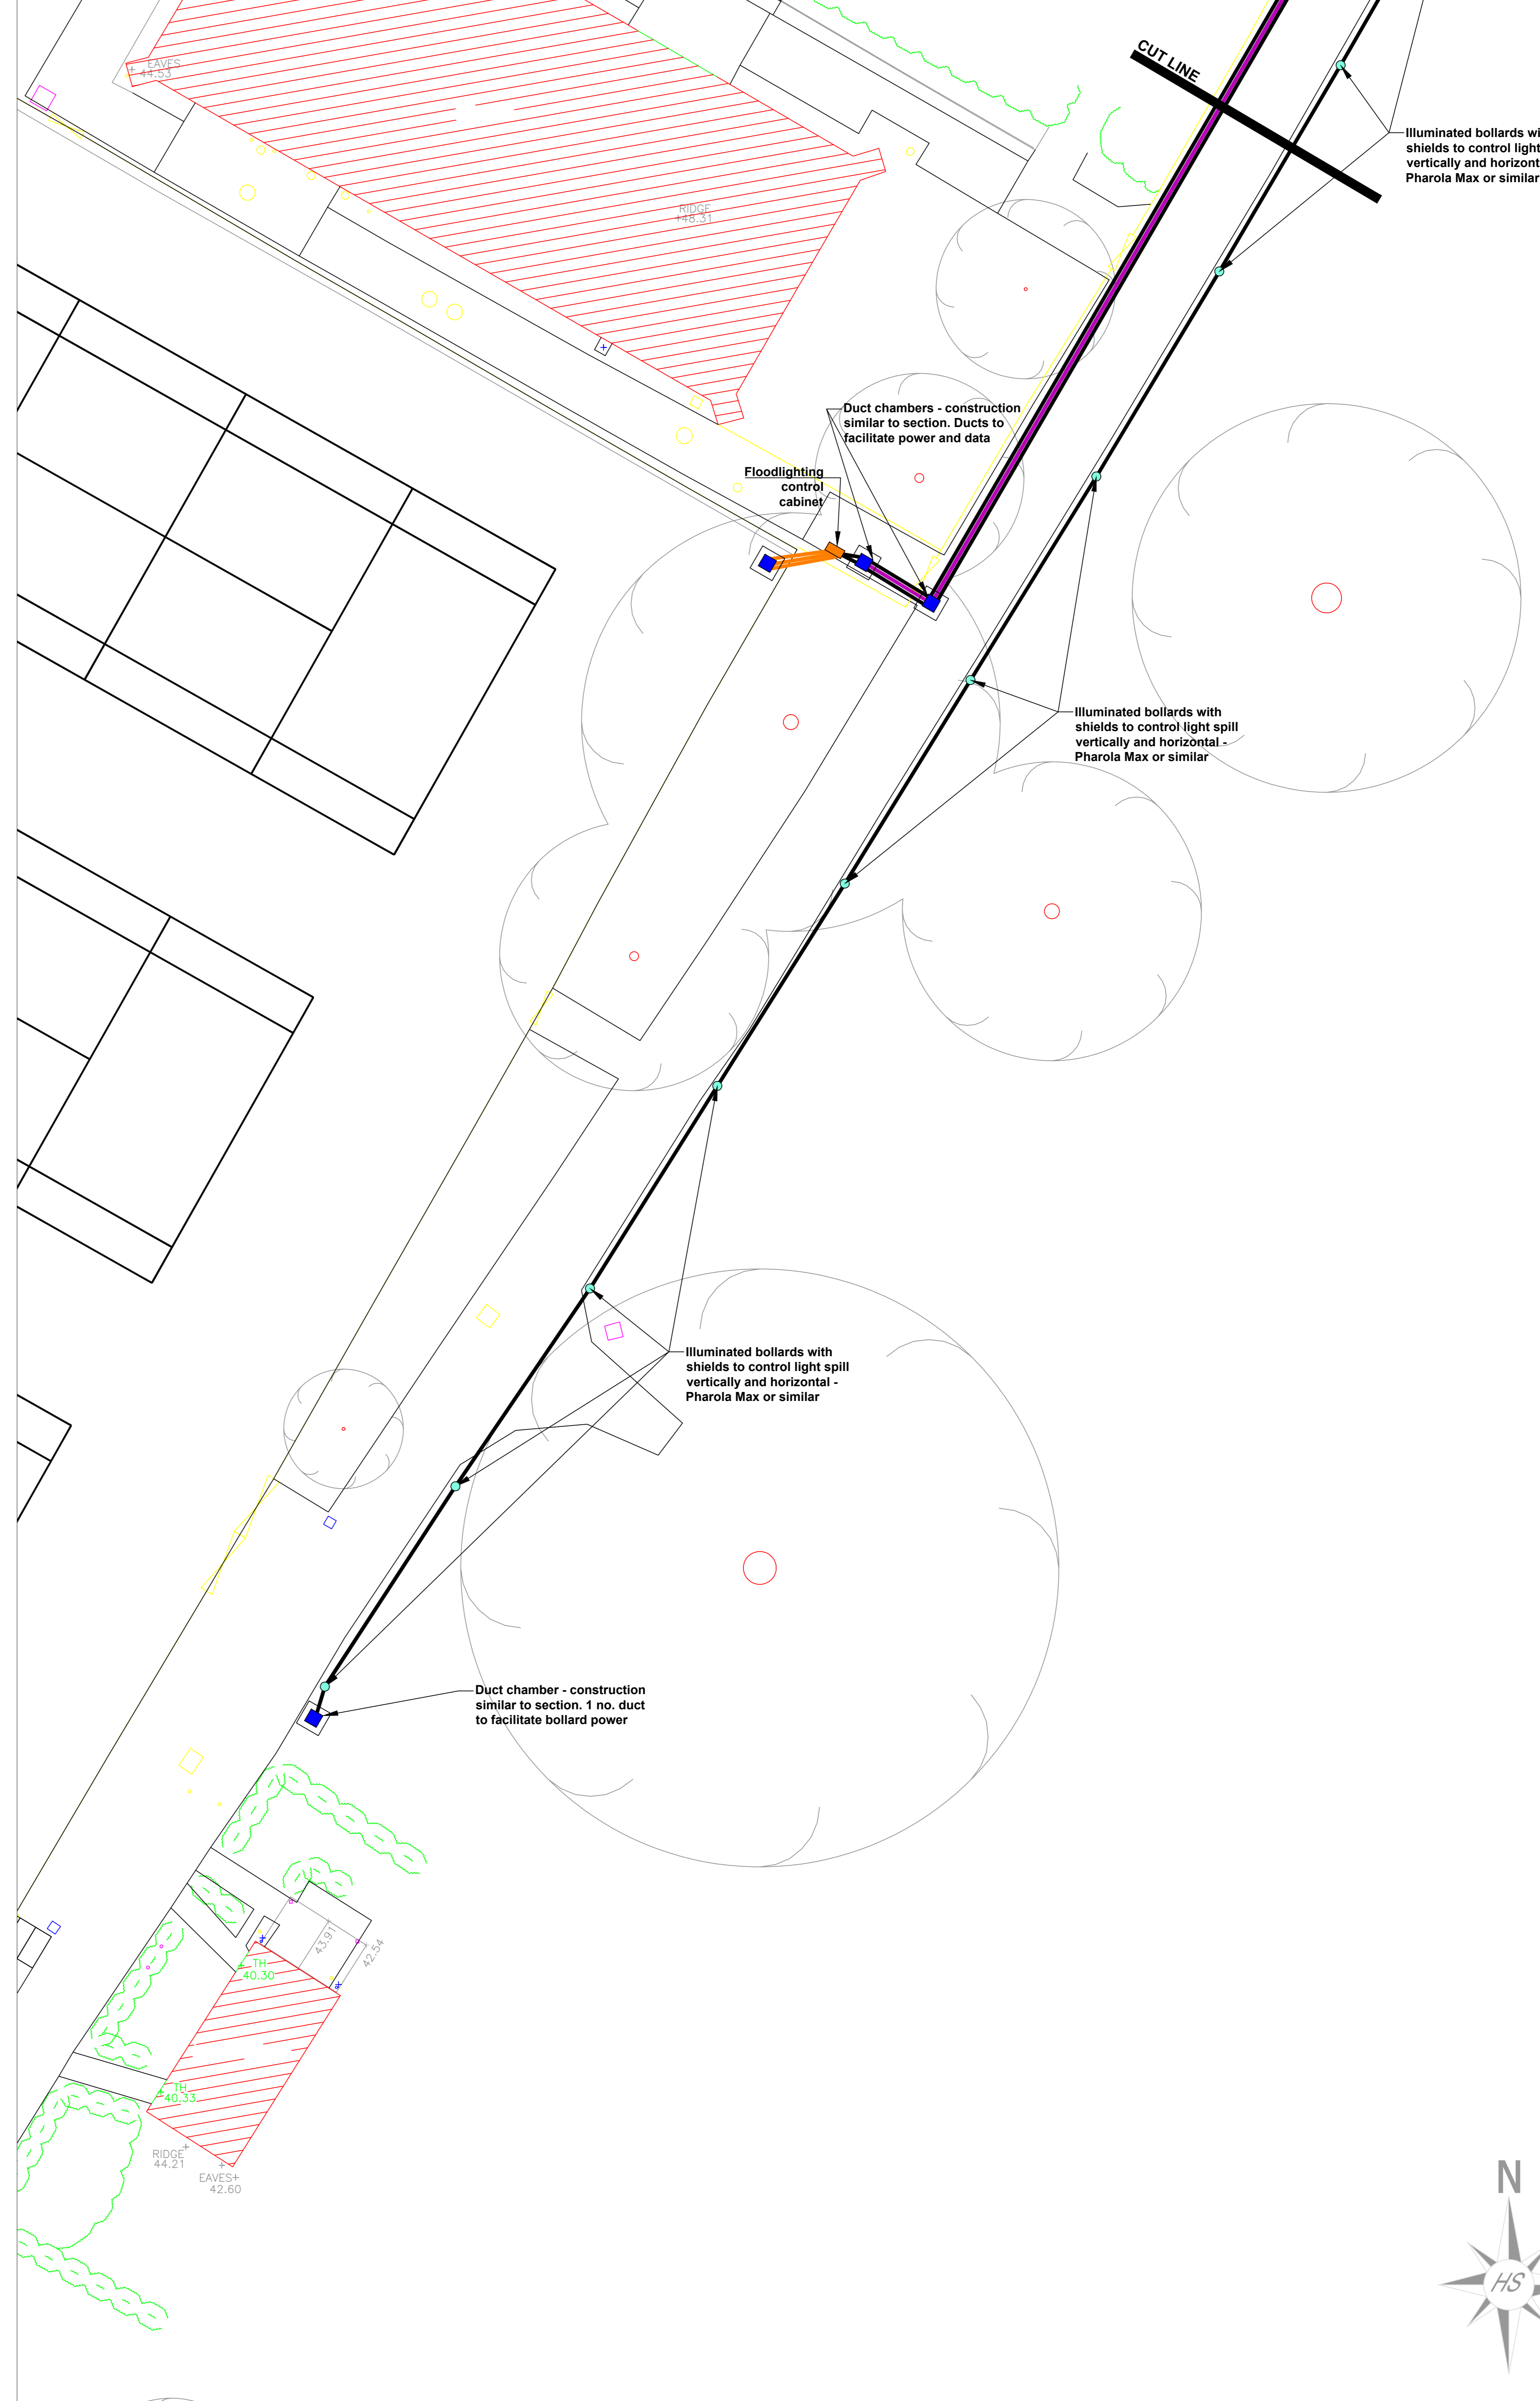 EAVES
44.53
CUT LINE
Illuminated bollards wi
shields to control light
vertically and horizont
Pharola Max or similar
RIDGE
48.31
Duct chambers - construction
similar to section. Ducts to
facilitate power and data
Floodlighting
control
cabinet
Illuminated bollards with
shields to control light spill
vertically and horizontal -
Pharola Max or similar
Illuminated bollards with
shields to control light spill
vertically and horizontal -
Pharola Max or similar
Duct chamber - construction
similar to section. 1 no. duct
to facilitate bollard power
43.91
42.54
TH
40.30
TH
40.33
RIDGE
44.21
EAVES
42.60
N
HS